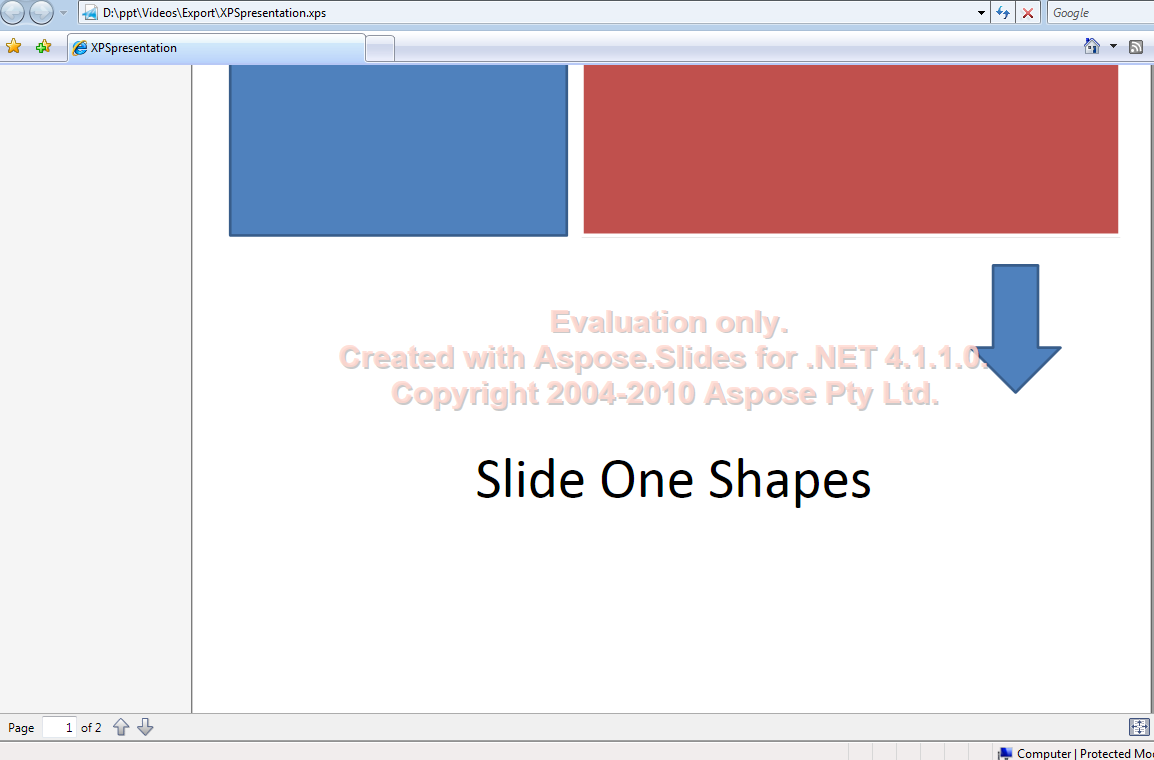 D:\ppt\Videos\Export\XPSpresentation.xps
Google
XPSpresentation
Evaluation only.
Created with Aspose.Slides for .NET 4.1.1.0.
Copyright 2004-2010 Aspose Pty Ltd.
Slide One Shapes
Page 1 of 2
Computer | Protected Mo